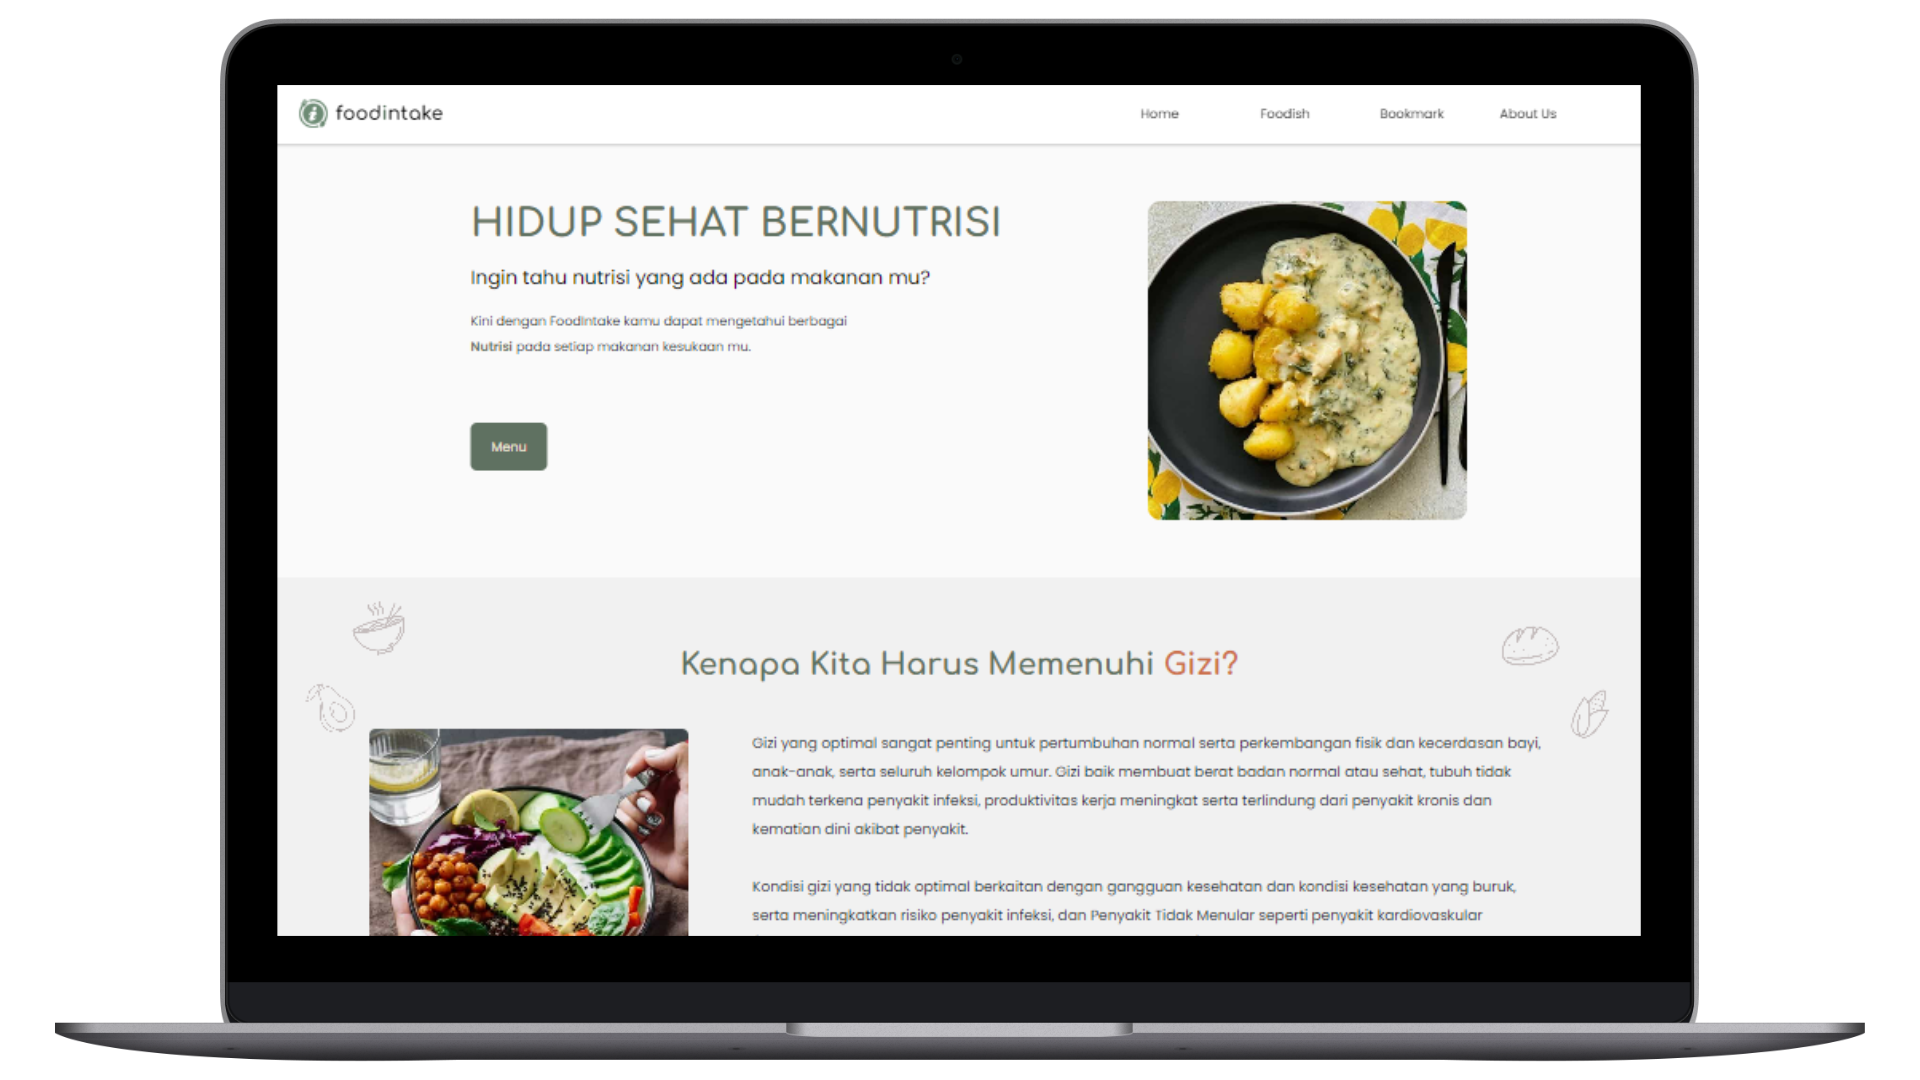 foodintake
Home
Foodish
Bookmark
About Us
HIDUP SEHAT BERNUTRISI
Ingin tahu nutrisi yang ada pada makanan mu?
Kini dengan FoodIntake kamu dapat mengetahui berbagai
Nutrisi pada setiap makanan kesukaan mu.
Menu
Kenapa Kita Harus Memenuhi Gizi?
Gizi yang optimal sangat penting untuk pertumbuhan normal serta perkembangan fisik dan kecerdasan bayi,
anak-anak, serta seluruh kelompok umur. Gizi baik membuat berat badan normal atau sehat, tubuh tidak
mudah terkena penyakit infeksi, produktivitas kerja meningkat serta terlindung dari penyakit kronis dan
kematian dini akibat penyakit.
Kondisi gizi yang tidak optimal berkaitan dengan gangguan kesehatan dan kondisi kesehatan yang buruk,
serta meningkatkan risiko penyakit infeksi, dan Penyakit Tidak Menular seperti penyakit kardiovaskular